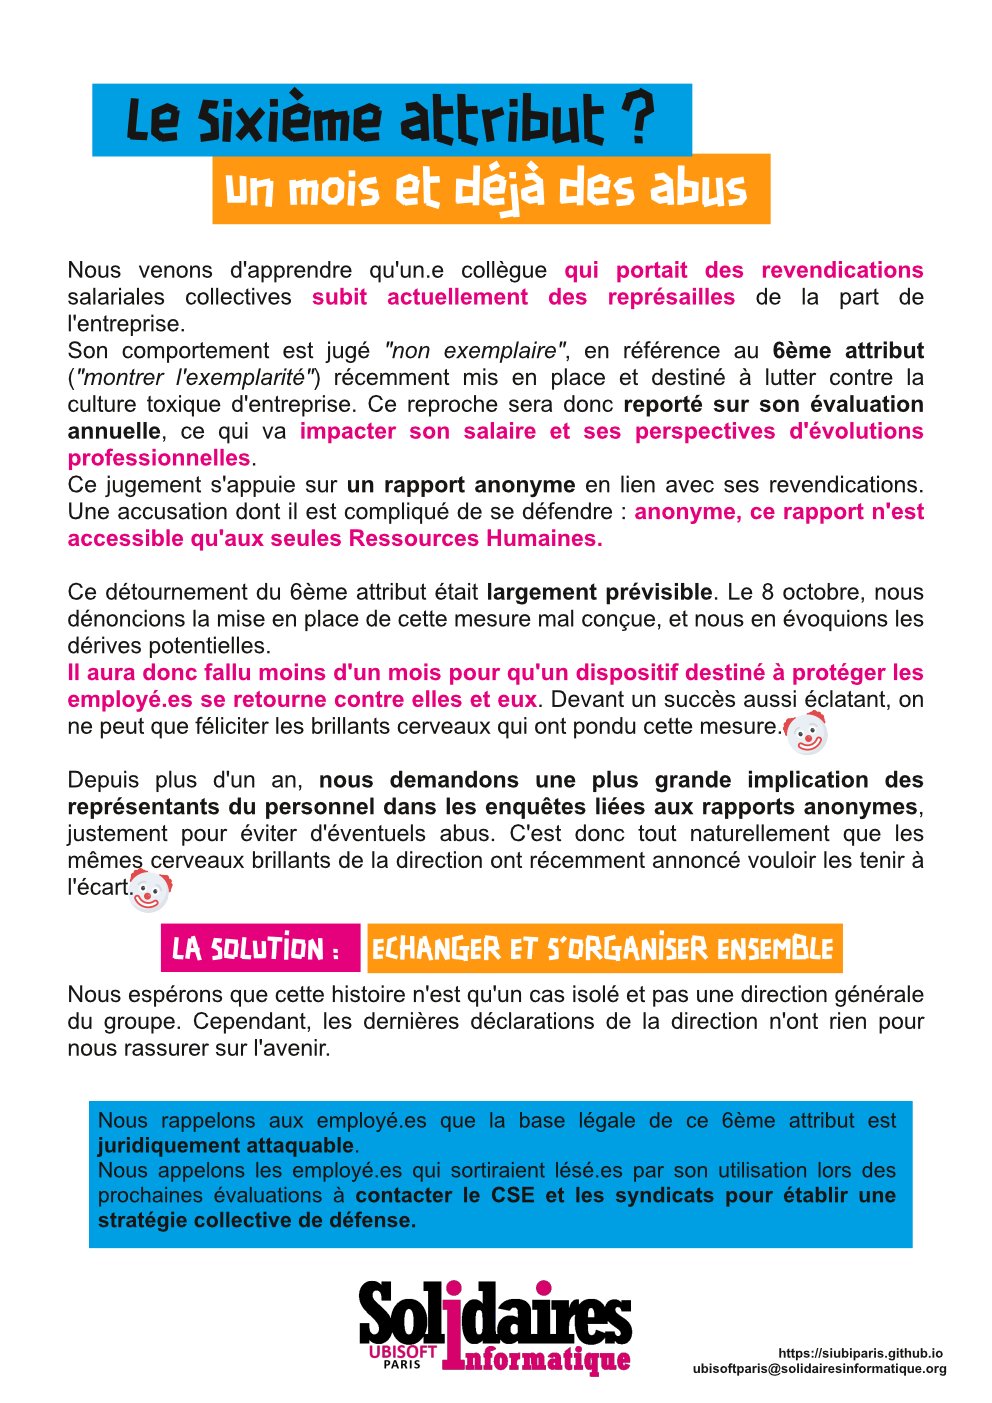 Le sixième attribut ?
un mois et déjà des abus
Nous venons d'apprendre qu'un.e collègue qui portait des revendications
salariales collectives subit actuellement des représailles de la part de
l'entreprise.
Son comportement est jugé "non exemplaire", en référence au 6ème attribut
("montrer l'exemplarité") récemment mis en place et destiné à lutter contre la
culture toxique d'entreprise. Ce reproche sera donc reporté sur son évaluation
annuelle, ce qui va impacter son salaire et ses perspectives d'évolutions
professionnelles.
Ce jugement s'appuie sur un rapport anonyme en lien avec ses revendications.
Une accusation dont il est compliqué de se défendre : anonyme, ce rapport n'est
accessible qu'aux seules Ressources Humaines.
Ce détournement du 6ème attribut était largement prévisible. Le 8 octobre, nous
dénoncions la mise en place de cette mesure mal conçue, et nous en évoquions les
dérives potentielles.
Il aura donc fallu moins d'un mois pour qu'un dispositif destiné à protéger les
employé.es se retourne contre elles et eux. Devant un succès aussi éclatant, on
ne peut que féliciter les brillants cerveaux qui ont pondu cette mesure.
Depuis plus d'un an, nous demandons une plus grande implication des
représentants du personnel dans les enquêtes liées aux rapports anonymes,
justement pour éviter d'éventuels abus. C'est donc tout naturellement que les
mêmes cerveaux brillants de la direction ont récemment annoncé vouloir les tenir à
l'écart.
LA SOLUTION : ECHANGER ET S'ORGANISER ENSEMBLE
Nous espérons que cette histoire n'est qu'un cas isolé et pas une direction générale
du groupe. Cependant, les dernières déclarations de la direction n'ont rien pour
nous rassurer sur l'avenir.
Nous rappelons aux employé.es que la base légale de ce 6ème attribut est
juridiquement attaquable.
Nous appelons les employé.es qui sortiraient lésé.es par son utilisation lors des
prochaines évaluations à contacter le CSE et les syndicats pour établir une
stratégie collective de défense.
Solidaires
UBISOFT
PARIS
Informatique
https://siubiparis.github.io
ubisoftparis@solidairesinformatique.org